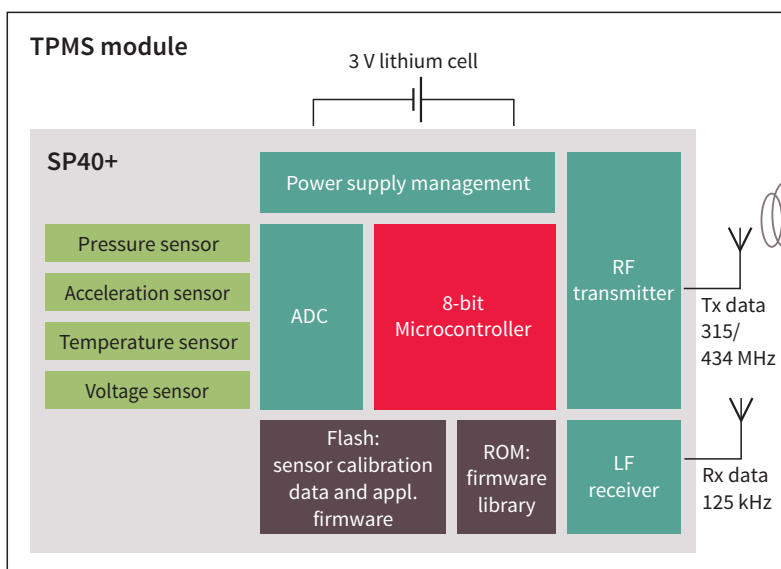 TPMS module
3 V lithium cell
SP40+
Power supply management
Pressure sensor
Acceleration sensor
Temperature sensor
Voltage sensor
ADC
8-bit
Microcontroller
RF
transmitter
Tx data
315/
434 MHz
Flash:
sensor calibration
data and appl.
firmware
ROM:
firmware
library
LF
receiver
Rx data
125 kHz